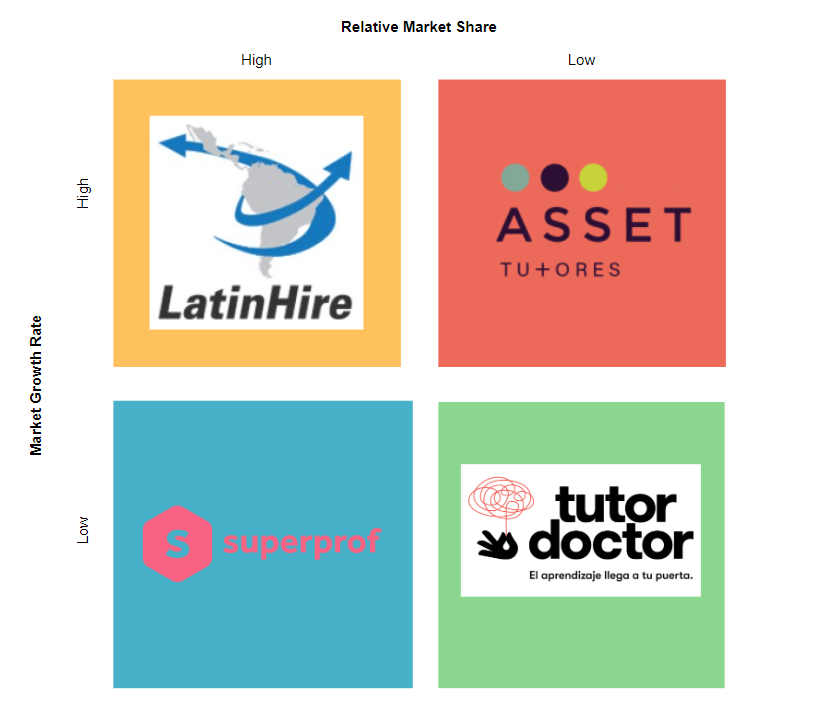 Relative Market Share
High
Low
High
Market Growth Rate
LatinHire
ASSET
TU+ORES
Low
S superprof
tutor
doctor
El aprendizaje llega a tu puerta.